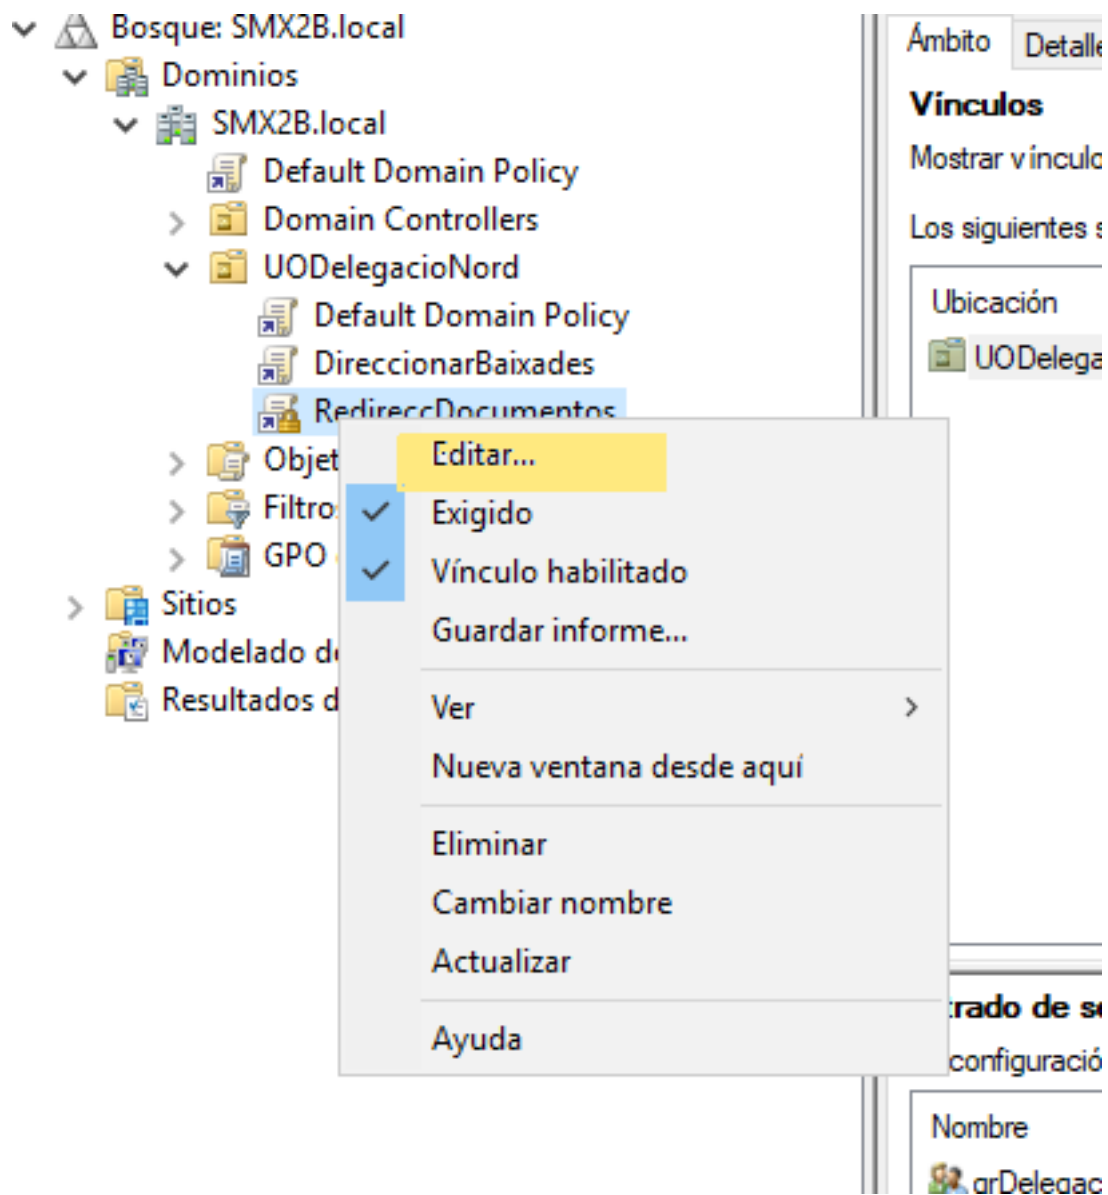 Bosque: SMX2B.local
Dominios
SMX2B.local
Default Domain Policy
Domain Controllers
UODelegacioNord
Default Domain Policy
DireccionarBaixades
RedireccDocumentos
Objet
Filtro
GPO
Sitios
Modelado d
Resultados d
Editar...
Exigido
Vínculo habilitado
Guardar informe...
Ver
Nueva ventana desde aquí
Eliminar
Cambiar nombre
Actualizar
Ayuda
Ámbito Detalle
Vínculos
Mostrar vínculo
Los siguientes s
Ubicación
UODelega
trado de se
configuració
Nombre
grDelegac